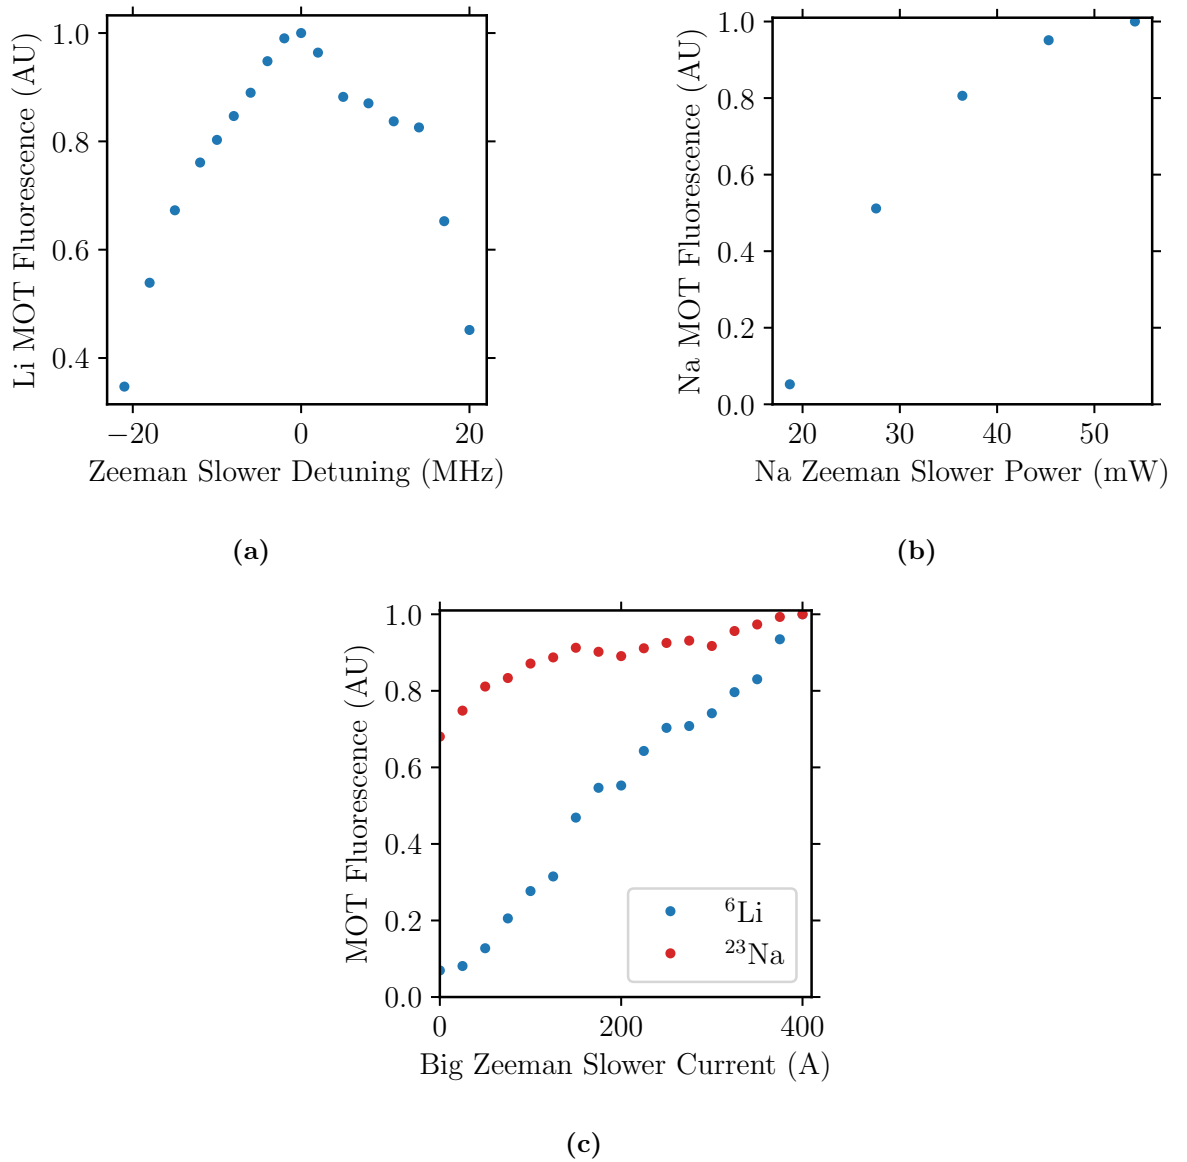 Li MOT Fluorescence (AU)
1.0
0.8
0.6
0.4
−20
0
20
Zeeman Slower Detuning (MHz)
(a)
Na MOT Fluorescence (AU)
1.0
0.8
0.6
0.4
0.2
0.0
20
30
40
50
Na Zeeman Slower Power (mW)
(b)
MOT Fluorescence (AU)
1.0
0.8
0.6
0.4
0.2
0.0
0
200
400
⁶Li
²³Na
Big Zeeman Slower Current (A)
(c)